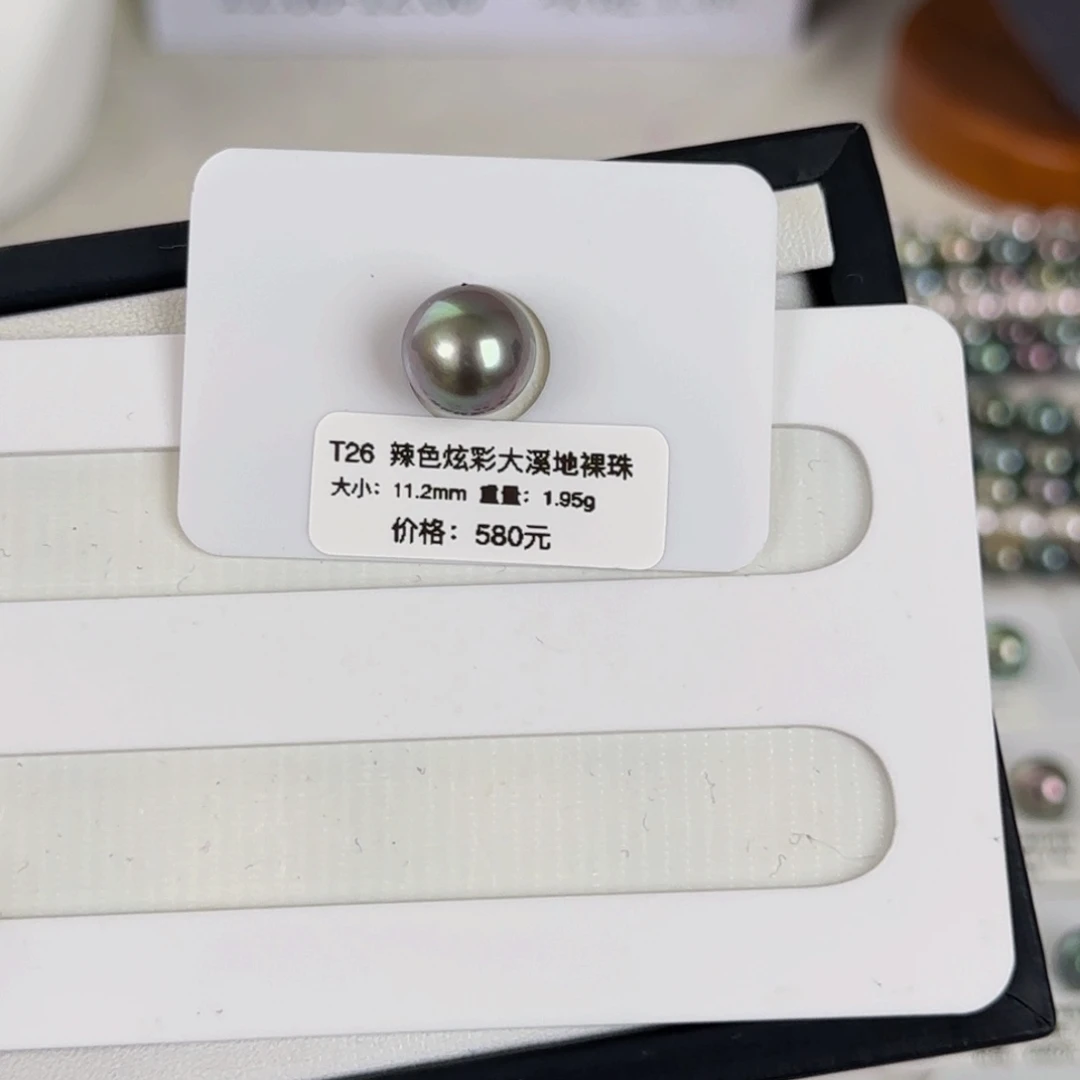 T26 辣色炫彩大溪地裸珠
大小：11.2mm 重量：1.95g
价格：580元